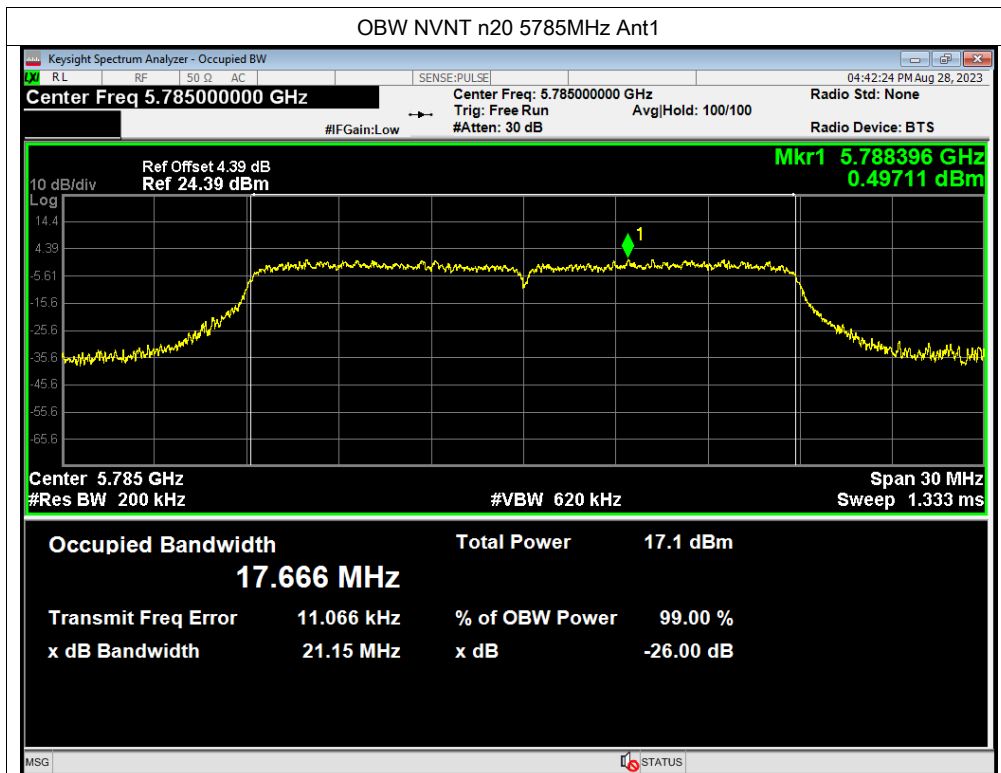 OBW NVNT n20 5785MHz Ant1
Keysight Spectrum Analyzer - Occupied BW
LXI RL RF 50 Ω AC SENSE:PULSE 04:42:24 PM Aug 28, 2023
Center Freq 5.785000000 GHz Center Freq: 5.785000000 GHz Radio Std: None
Trig: Free Run Avg|Hold: 100/100
#IFGain:Low #Atten: 30 dB Radio Device: BTS
Mkr1 5.788396 GHz
Ref Offset 4.39 dB
10 dB/div Ref 24.39 dBm 0.49711 dBm
Log
14.4
1
4.39
-5.61
-15.6
-25.6
-35.6
-45.6
-55.6
-65.6
Center 5.785 GHz Span 30 MHz
#Res BW 200 kHz #VBW 620 kHz Sweep 1.333 ms
Occupied Bandwidth Total Power 17.1 dBm
17.666 MHz
Transmit Freq Error 11.066 kHz % of OBW Power 99.00 %
x dB Bandwidth 21.15 MHz x dB -26.00 dB
MSG STATUS